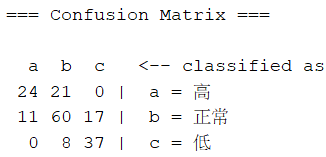 === Confusion Matrix ===
a b c <-- classified as
24 21 0 | a = 高
11 60 17 | b = 正常
0 8 37 | c = 低